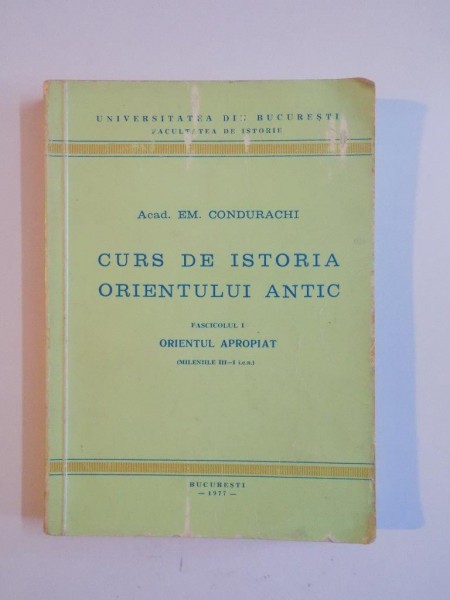 UNIVERSITATEA DIN BUCUREȘTI
FACULTATEA DE ISTORIE
Acad. EM. CONDURACHI
CURS DE ISTORIA
ORIENTULUI ANTIC
FASCICOLUL I
ORIENTUL APROPIAT
(MILENIILE III—I î.e.n.)
BUCUREȘTI
— 1977 —